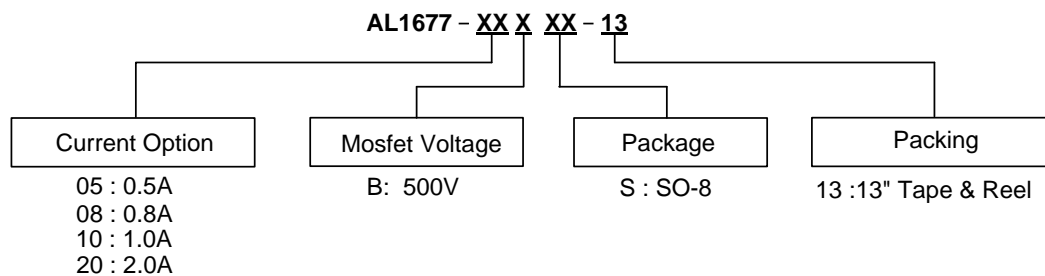 AL1677 – XX X XX – 13
Current Option
Mosfet Voltage
Package
Packing
05 : 0.5A
08 : 0.8A
10 : 1.0A
20 : 2.0A
B: 500V
S : SO-8
13 :13" Tape & Reel